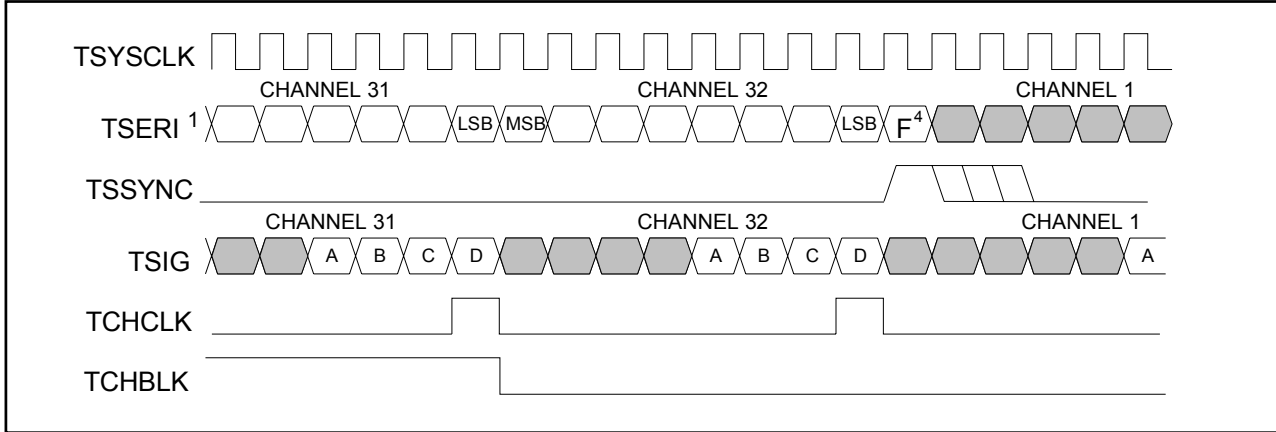 TSYSCLK
CHANNEL 31 CHANNEL 32 CHANNEL 1
TSERI 1 LSB MSB LSB F4
TSSYNC
CHANNEL 31 CHANNEL 32 CHANNEL 1
TSIG A B C D A B C D A
TCHCLK
TCHBLK